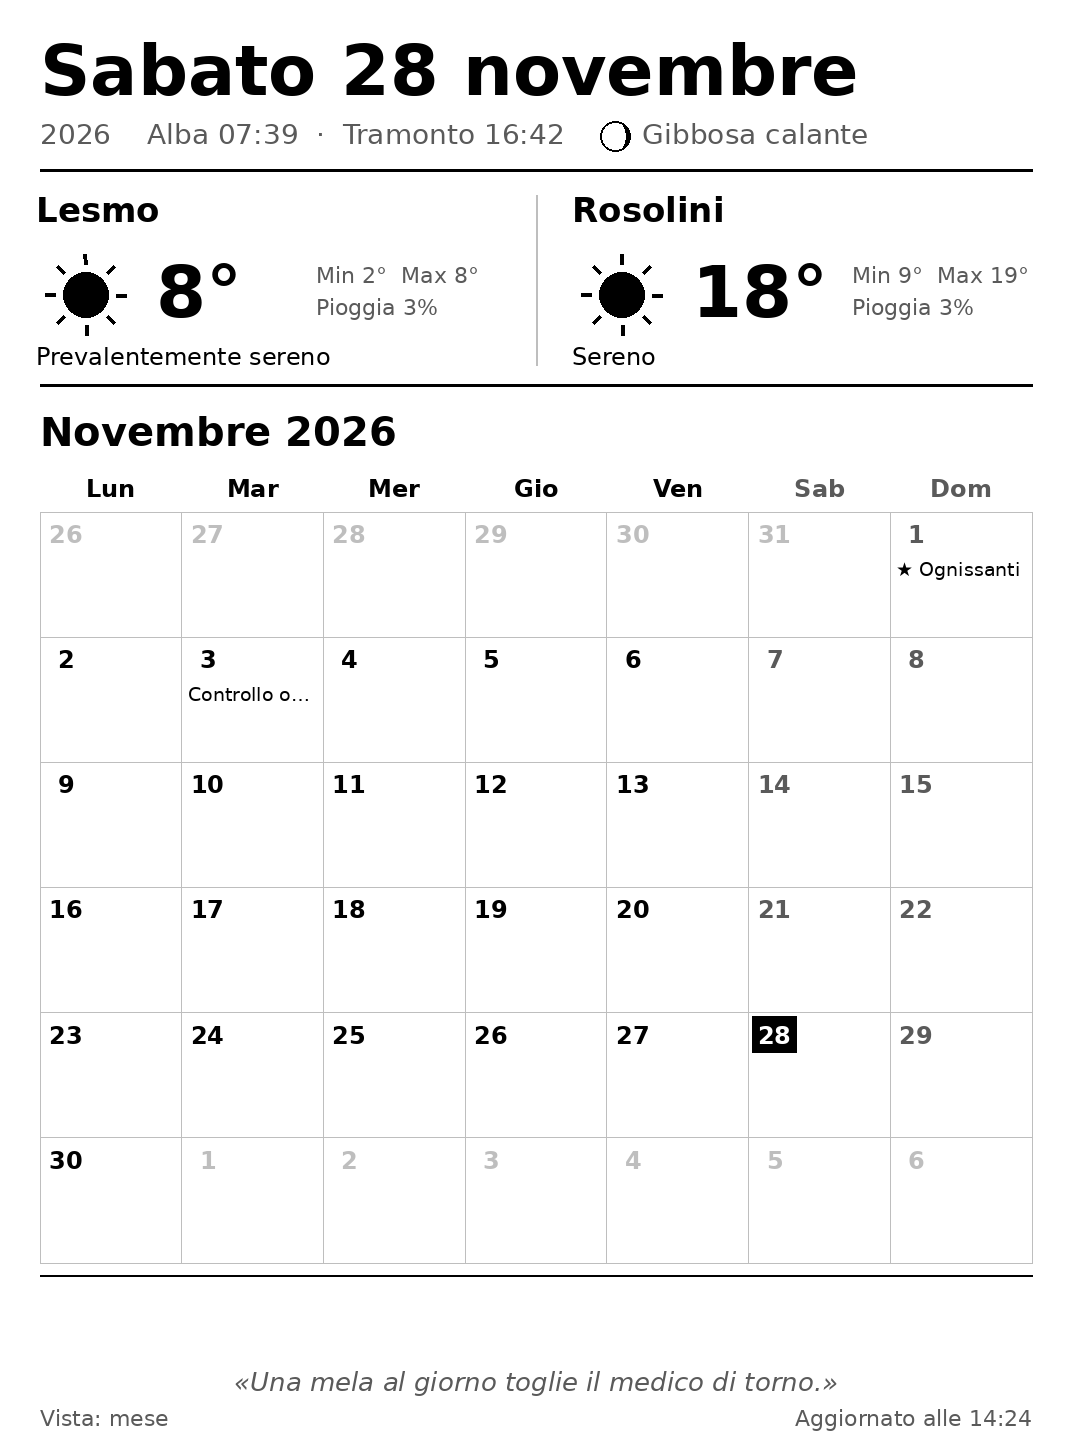 Sabato 28 novembre
2026 Alba 07:39 · Tramonto 16:42 Gibbosa calante
Lesmo
8°
Min 2° Max 8°
Pioggia 3%
Prevalentemente sereno
Rosolini
18°
Min 9° Max 19°
Pioggia 3%
Sereno
Novembre 2026
Lun Mar Mer Gio Ven Sab Dom
26 27 28 29 30 31 1
★ Ognissanti
2 3 4 5 6 7 8
Controllo o…
9 10 11 12 13 14 15
16 17 18 19 20 21 22
23 24 25 26 27 28 29
30 1 2 3 4 5 6
«Una mela al giorno toglie il medico di torno.»
Vista: mese Aggiornato alle 14:24